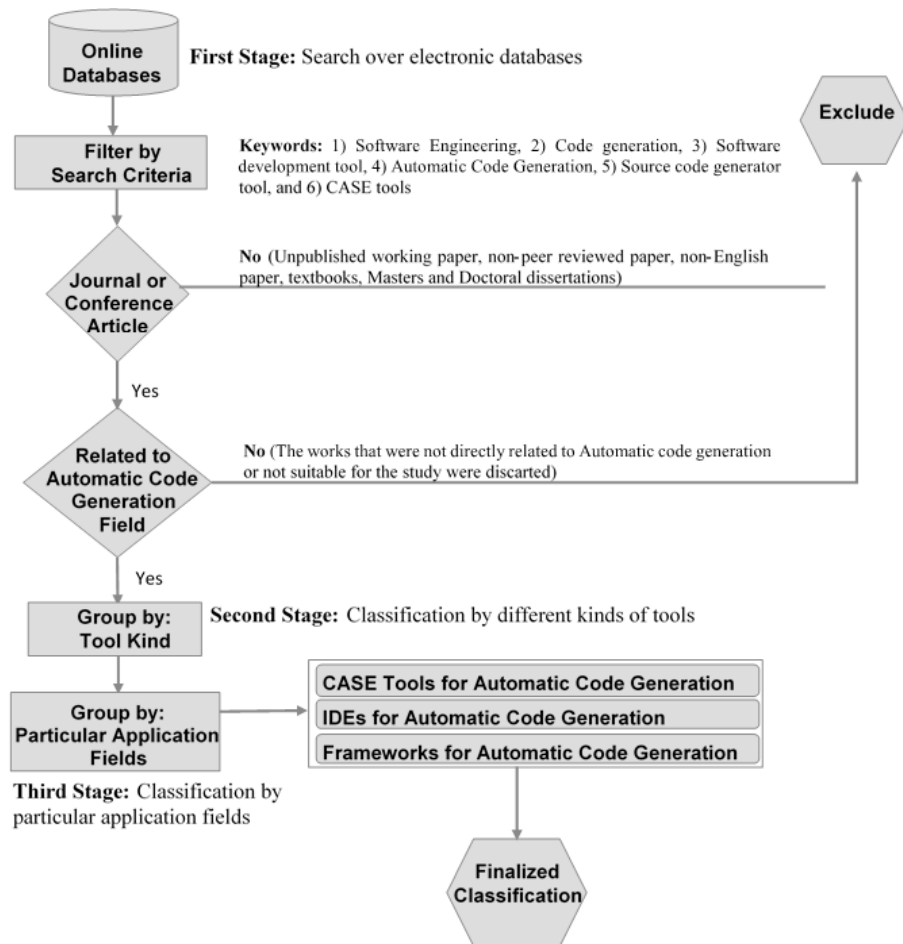 Online
Databases
First Stage: Search over electronic databases
Exclude
Filter by
Search Criteria
Keywords: 1) Software Engineering, 2) Code generation, 3) Software
development tool, 4) Automatic Code Generation, 5) Source code generator
tool, and 6) CASE tools
Journal or
Conference
Article
No (Unpublished working paper, non-peer reviewed paper, non-English
paper, textbooks, Masters and Doctoral dissertations)
Yes
Related to
Automatic Code
Generation
Field
No (The works that were not directly related to Automatic code generation
or not suitable for the study were discarted)
Yes
Group by:
Tool Kind
Second Stage: Classification by different kinds of tools
Group by:
Particular Application
Fields
CASE Tools for Automatic Code Generation
IDEs for Automatic Code Generation
Frameworks for Automatic Code Generation
Third Stage: Classification by
particular application fields
Finalized
Classification